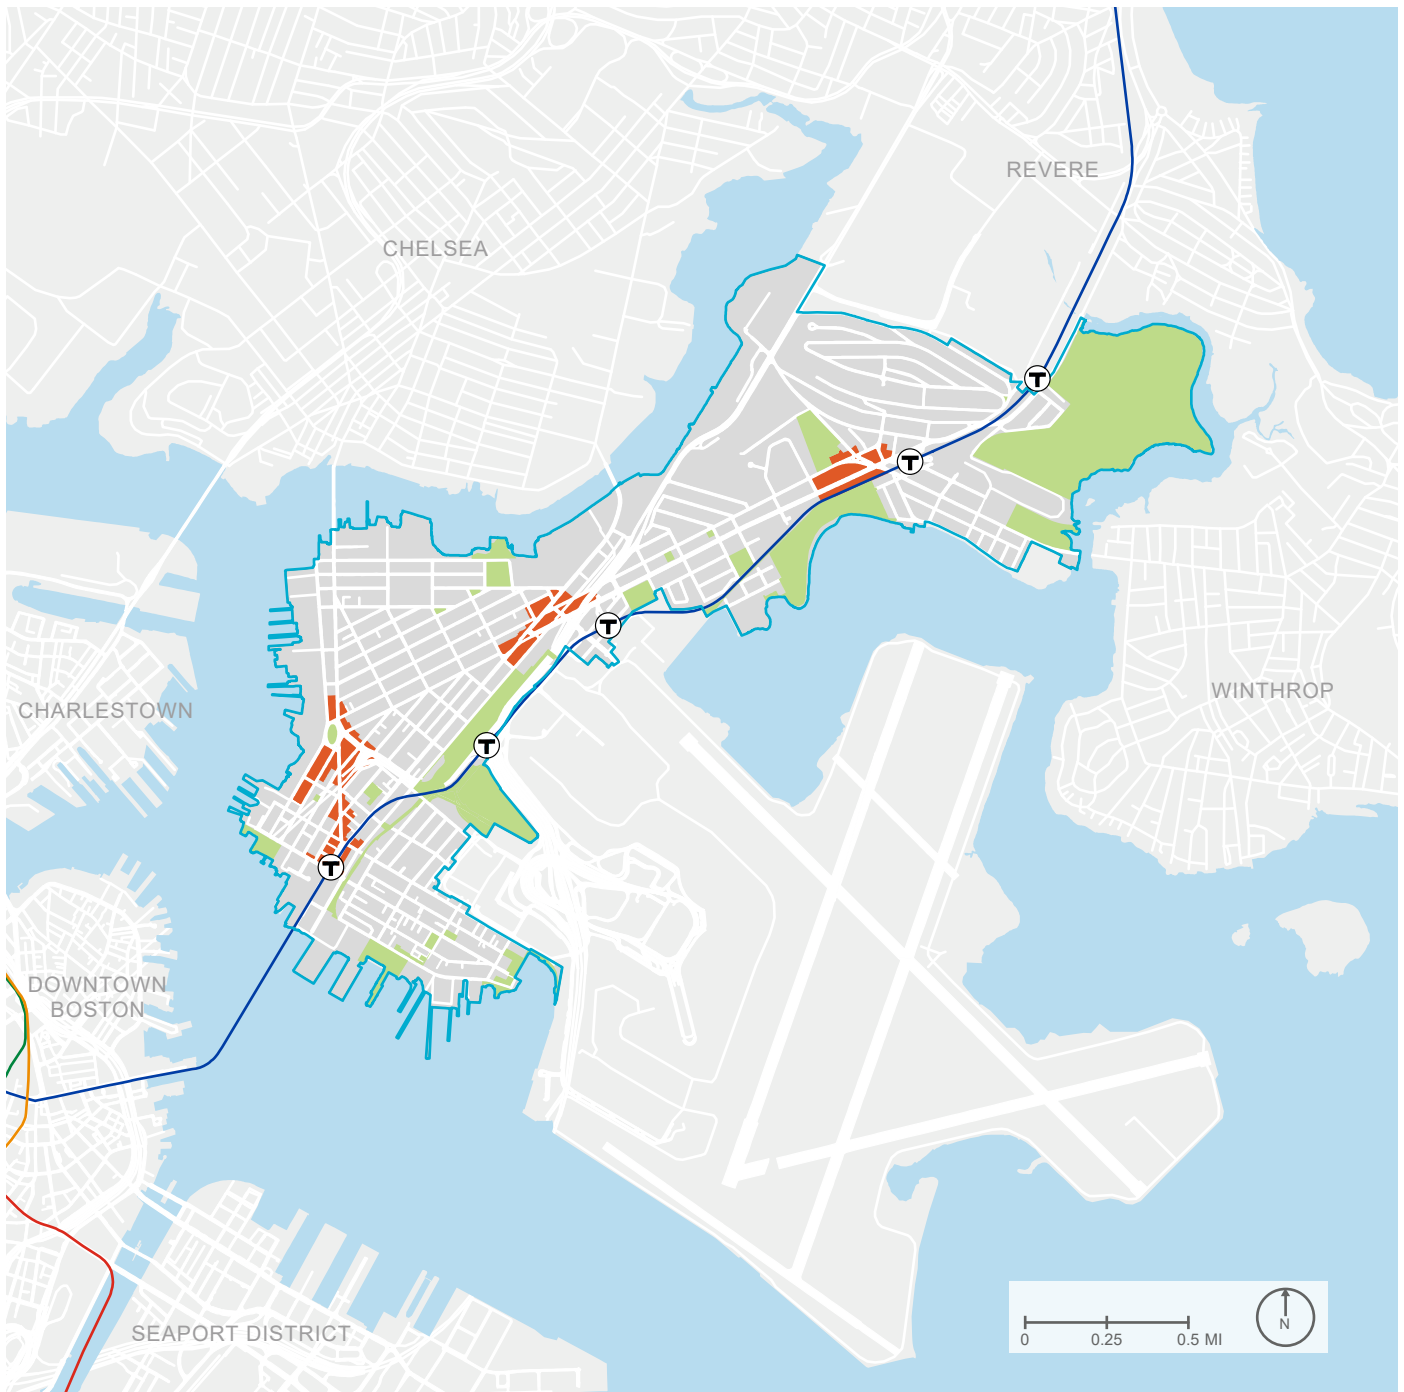 REVERE
CHELSEA
T
T
T
WINTHROP
CHARLESTOWN
T
T
DOWNTOWN
BOSTON
SEAPORT DISTRICT
0
0.25
0.5 MI
N